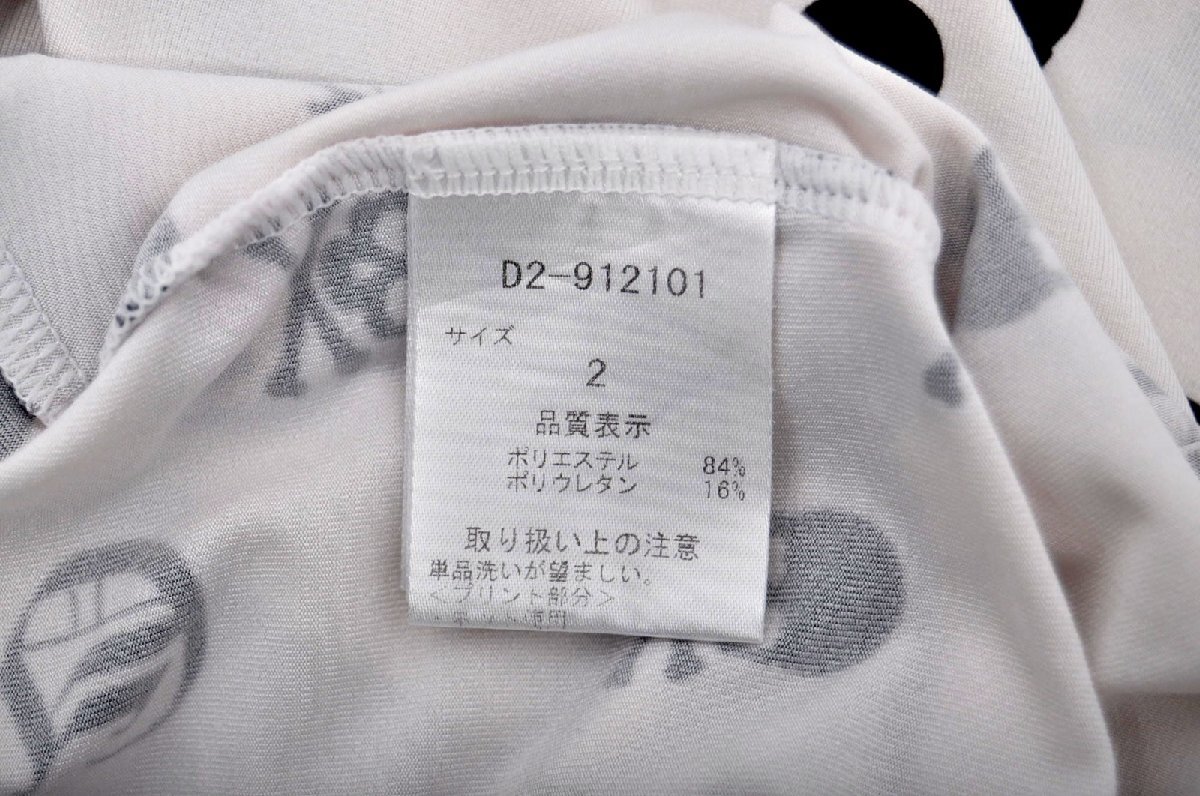 D2-912101
サイズ
2
品質表示
ポリエステル 84%
ポリウレタン 16%
取り扱い上の注意
単品洗いが望ましい。
＜プリント部分＞